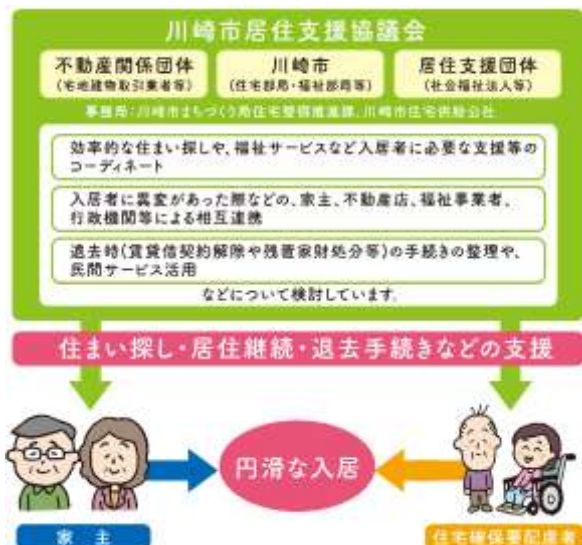 川崎市居住支援協議会
不動産関係団体
(宅地建物取引業者等)
川崎市
(住宅部局・福祉部局等)
居住支援団体
(社会福祉法人等)
事務局:川崎市まちづくり局住宅整備推進課、川崎市住宅供給公社
効率的な住まい探しや、福祉サービスなど入居者に必要な支援等の
コーディネート
入居者に異変があった際などの、家主、不動産店、福祉事業者、
行政機関等による相互連携
退去時(賃貸借契約解除や残置家財処分等)の手続きの整理や、
民間サービス活用
などについて検討しています。
住まい探し・居住継続・退去手続きなどの支援
円滑な入居
家主
住宅確保要配慮者